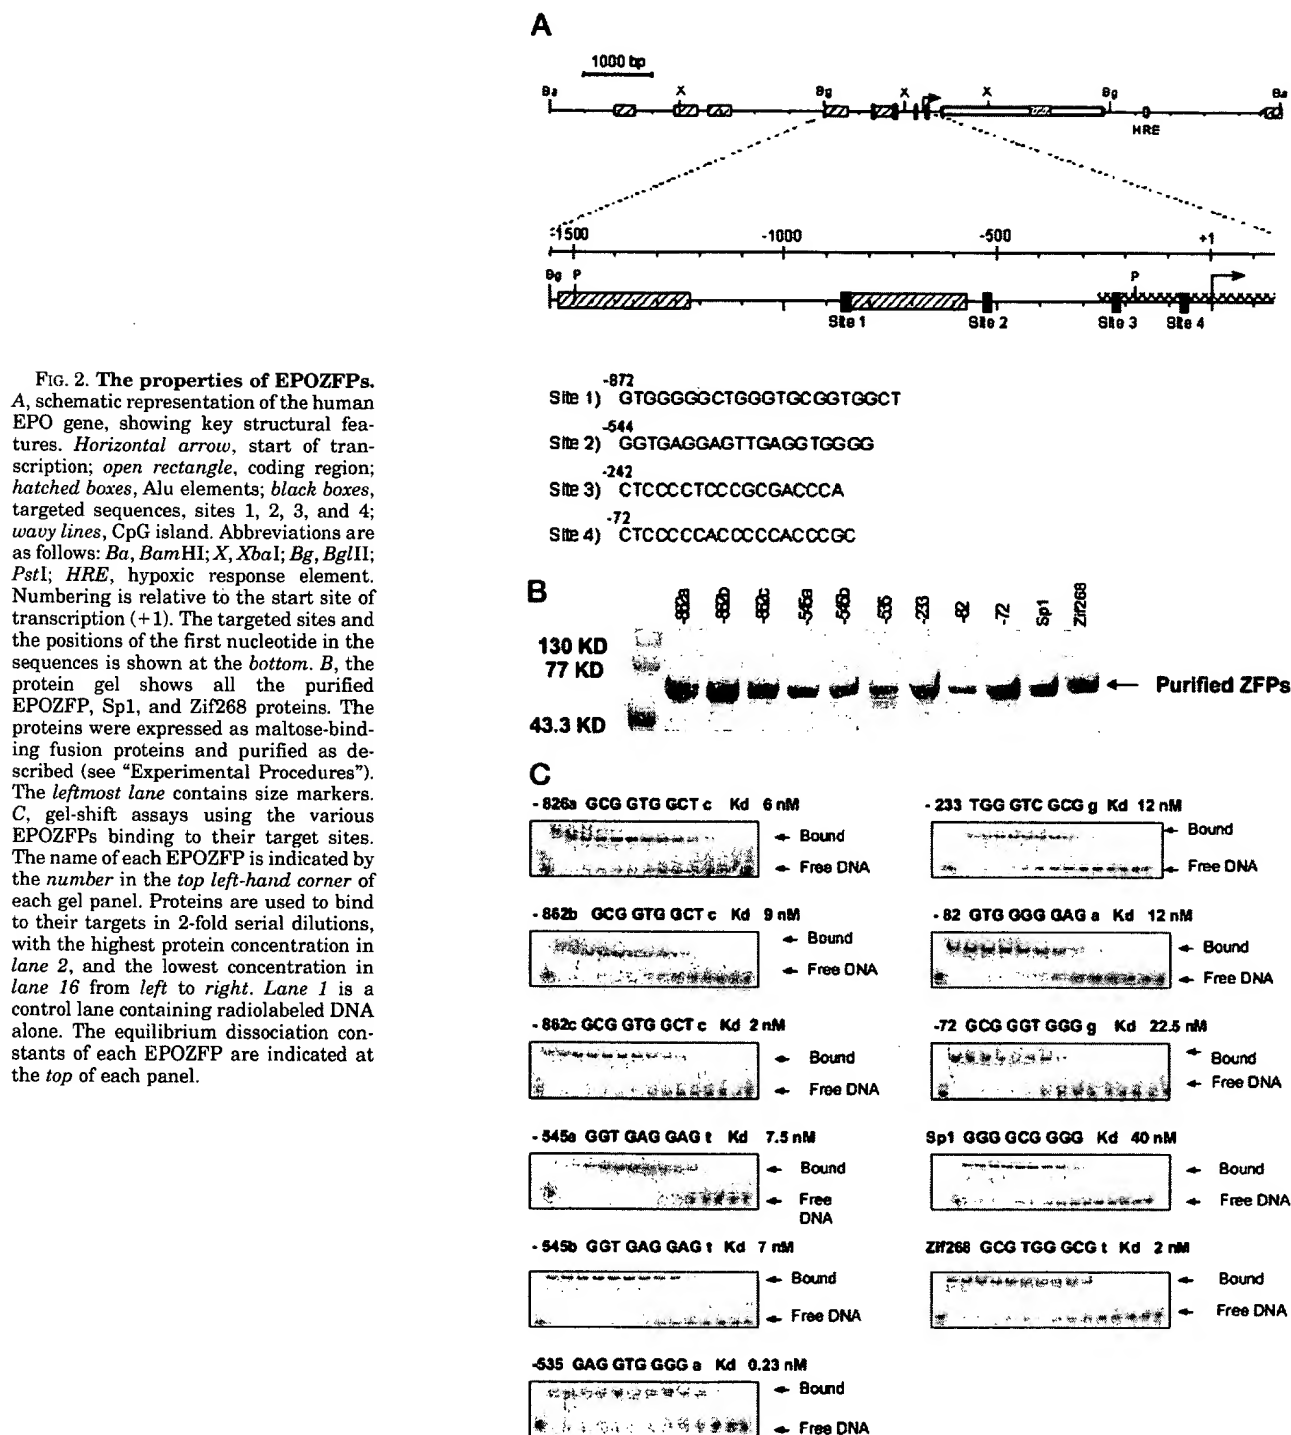 FIG. 2. The properties of EPOZFPs.
A, schematic representation of the human
EPO gene, showing key structural fea-
tures. Horizontal arrow, start of tran-
scription; open rectangle, coding region;
hatched boxes, Alu elements; black boxes,
targeted sequences, sites 1, 2, 3, and 4;
wavy lines, CpG island. Abbreviations are
as follows: Ba, BamHI; X, XbaI; Bg, BglII;
PstI; HRE, hypoxic response element.
Numbering is relative to the start site of
transcription (+1). The targeted sites and
the positions of the first nucleotide in the
sequences is shown at the bottom. B, the
protein gel shows all the purified
EPOZFP, Sp1, and Zif268 proteins. The
proteins were expressed as maltose-bind-
ing fusion proteins and purified as de-
scribed (see "Experimental Procedures").
The leftmost lane contains size markers.
C, gel-shift assays using the various
EPOZFPs binding to their target sites.
The name of each EPOZFP is indicated by
the number in the top left-hand corner of
each gel panel. Proteins are used to bind
to their targets in 2-fold serial dilutions,
with the highest protein concentration in
lane 2, and the lowest concentration in
lane 16 from left to right. Lane 1 is a
control lane containing radiolabeled DNA
alone. The equilibrium dissociation con-
stants of each EPOZFP are indicated at
the top of each panel.
A
1000 bp
Ba X Bg X X Bg Ba
HRE
-1500 -1000 -500 +1
Bg P P
Site 1 Site 2 Site 3 Site 4
-872
Site 1) GTGGGGGCTGGGTGCGGTGGCT
-544
Site 2) GGTGAGGAGTTGAGGTGGGG
-242
Site 3) CTCCCCTCCCGCGACCCA
-72
Site 4) CTCCCCCACCCCCACCCGC
B
-862a -862b -862c -545a -545b -535 -233 -82 -72 Sp1 Zif268
130 KD
77 KD
43.3 KD
Purified ZFPs
C
- 826a GCG GTG GCT c Kd 6 nM
Bound
Free DNA
- 862b GCG GTG GCT c Kd 9 nM
Bound
Free DNA
- 862c GCG GTG GCT c Kd 2 nM
Bound
Free DNA
- 545a GGT GAG GAG t Kd 7.5 nM
Bound
Free
DNA
- 545b GGT GAG GAG t Kd 7 nM
Bound
Free DNA
-535 GAG GTG GGG a Kd 0.23 nM
Bound
Free DNA
- 233 TGG GTC GCG g Kd 12 nM
Bound
Free DNA
- 82 GTG GGG GAG a Kd 12 nM
Bound
Free DNA
-72 GCG GGT GGG g Kd 22.5 nM
Bound
Free DNA
Sp1 GGG GCG GGG Kd 40 nM
Bound
Free DNA
Zif268 GCG TGG GCG t Kd 2 nM
Bound
Free DNA